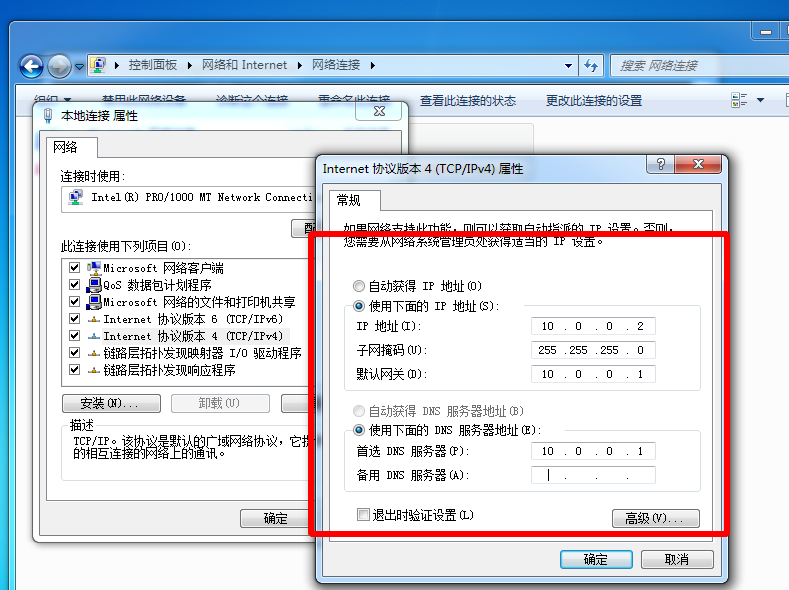 控制面板 ▸ 网络和 Internet ▸ 网络连接 ▸
搜索 网络连接
组织
禁用此网络设备
诊断这个连接
重命名此连接
查看此连接的状态
更改此连接的设置
本地连接 属性
网络
连接时使用:
Intel(R) PRO/1000 MT Network Connecti
配
此连接使用下列项目(O):
Microsoft 网络客户端
QoS 数据包计划程序
Microsoft 网络的文件和打印机共享
Internet 协议版本 6 (TCP/IPv6)
Internet 协议版本 4 (TCP/IPv4)
链路层拓扑发现映射器 I/O 驱动程序
链路层拓扑发现响应程序
安装(N)...
卸载(U)
描述
TCP/IP。该协议是默认的广域网络协议，它
的相互连接的网络上的通讯。
确定
Internet 协议版本 4 (TCP/IPv4) 属性
常规
如果网络支持此功能，则可以获取自动指派的 IP 设置。否则，
您需要从网络系统管理员处获得适当的 IP 设置。
自动获得 IP 地址(O)
使用下面的 IP 地址(S):
IP 地址(I): 10 . 0 . 0 . 2
子网掩码(U): 255 .255 .255 . 0
默认网关(D): 10 . 0 . 0 . 1
自动获得 DNS 服务器地址(B)
使用下面的 DNS 服务器地址(E):
首选 DNS 服务器(P): 10 . 0 . 0 . 1
备用 DNS 服务器(A): . . .
退出时验证设置(L)
高级(V)...
确定
取消